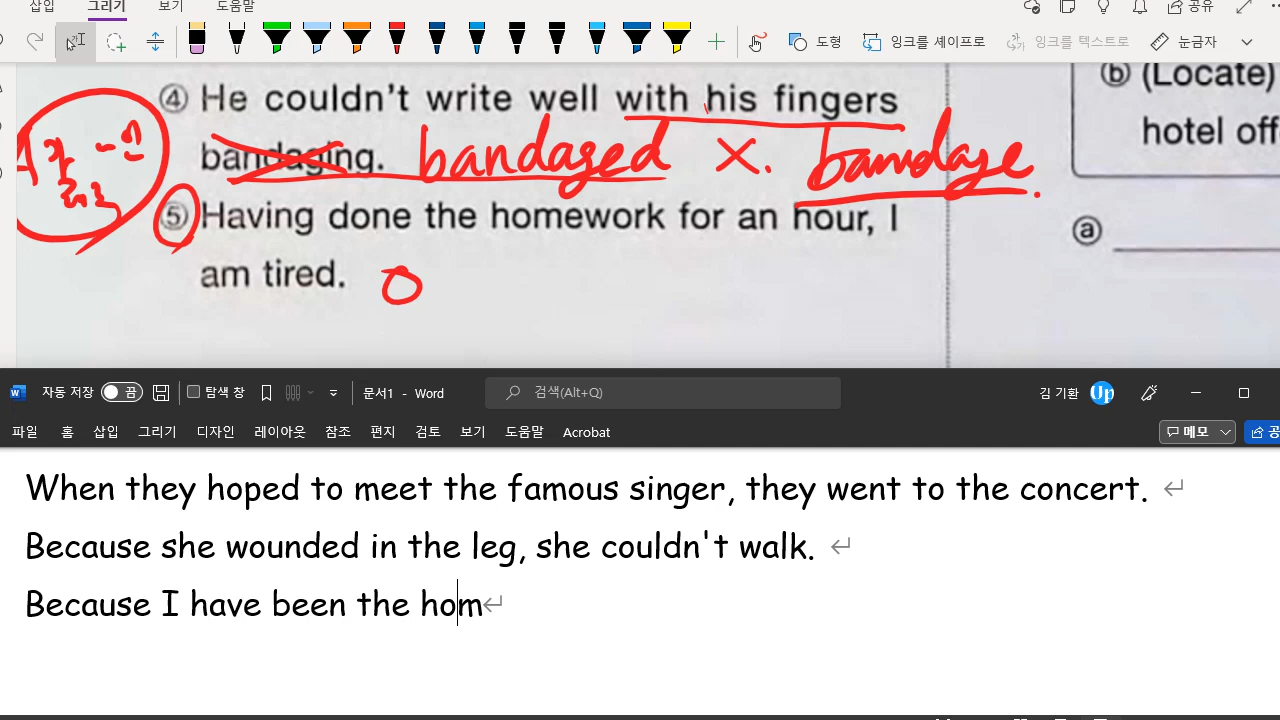 삽입 그리기 보기 도움말 공유
도형 잉크를 셰이프로 잉크를 텍스트로 눈금자
④ He couldn't write well with his fingers
bandaging. bandaged X. bandage.
⑤ Having done the homework for an hour, I
am tired. O
ⓑ (Locate)
hotel off
ⓐ
자동 저장 끔 탐색 창 문서1 - Word 검색(Alt+Q) 김 기환 Up
파일 홈 삽입 그리기 디자인 레이아웃 참조 편지 검토 보기 도움말 Acrobat 메모 공
When they hoped to meet the famous singer, they went to the concert.
Because she wounded in the leg, she couldn't walk.
Because I have been the hom